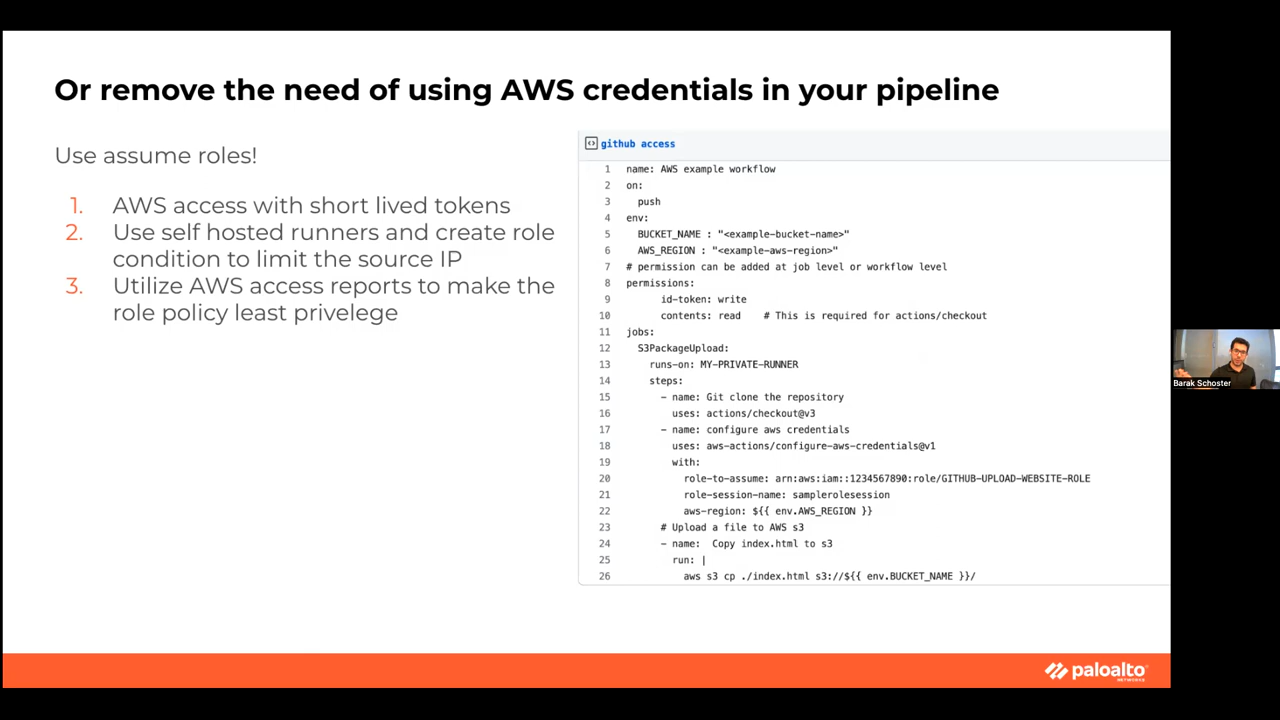 Or remove the need of using AWS credentials in your pipeline
Use assume roles!
1. AWS access with short lived tokens
2. Use self hosted runners and create role
condition to limit the source IP
3. Utilize AWS access reports to make the
role policy least privelege
github access
1 name: AWS example workflow
2 on:
3 push
4 env:
5 BUCKET_NAME : "<example-bucket-name>"
6 AWS_REGION : "<example-aws-region>"
7 # permission can be added at job level or workflow level
8 permissions:
9 id-token: write
10 contents: read # This is required for actions/checkout
11 jobs:
12 S3PackageUpload:
13 runs-on: MY-PRIVATE-RUNNER
14 steps:
15 - name: Git clone the repository
16 uses: actions/checkout@v3
17 - name: configure aws credentials
18 uses: aws-actions/configure-aws-credentials@v1
19 with:
20 role-to-assume: arn:aws:iam::1234567890:role/GITHUB-UPLOAD-WEBSITE-ROLE
21 role-session-name: samplerolesession
22 aws-region: ${{ env.AWS_REGION }}
23 # Upload a file to AWS s3
24 - name: Copy index.html to s3
25 run: |
26 aws s3 cp ./index.html s3://${{ env.BUCKET_NAME }}/
Barak Schoster
paloalto
NETWORKS